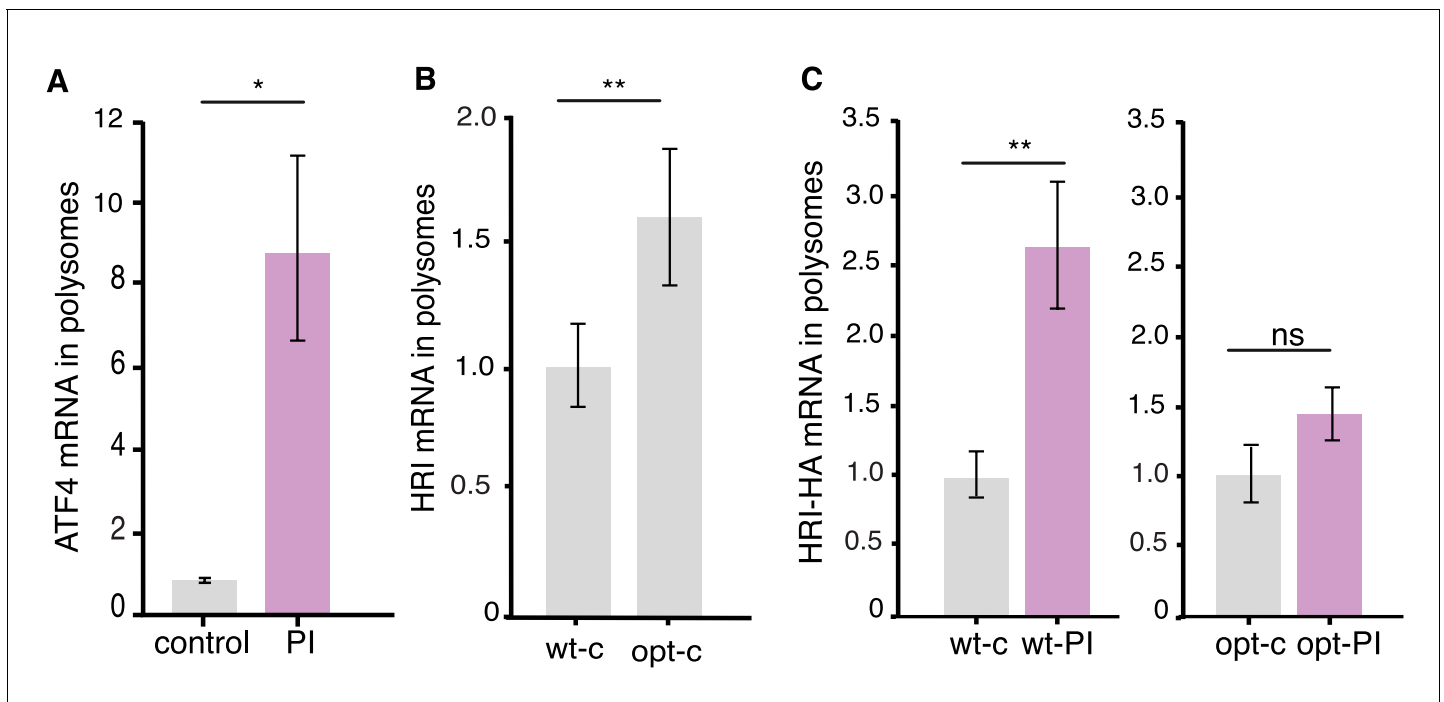 A
*
ATF4 mRNA in polysomes
12
10
8
6
4
2
0
control PI
B
**
HRI mRNA in polysomes
2.0
1.5
1.0
0.5
0
wt-c opt-c
C
**
HRI-HA mRNA in polysomes
3.5
3.0
2.5
2.0
1.5
1.0
0.5
0
wt-c wt-PI
ns
3.5
3.0
2.5
2.0
1.5
1.0
0.5
0
opt-c opt-PI